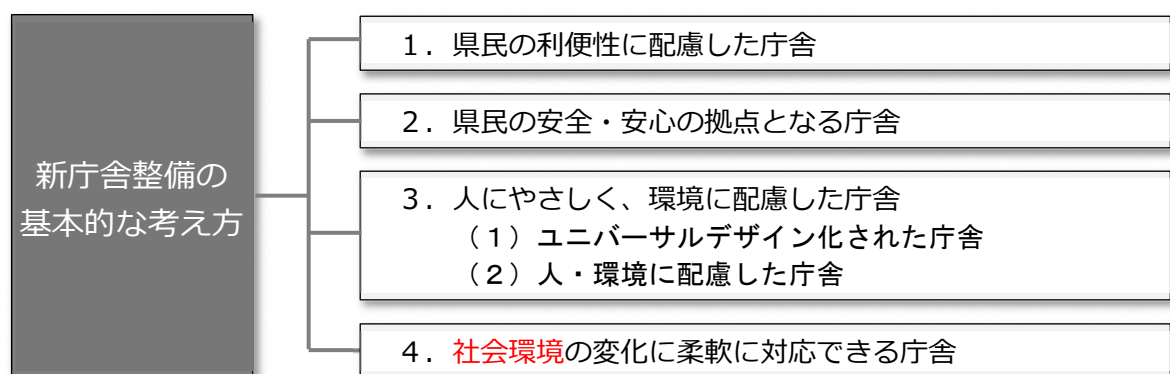 新庁舎整備の
基本的な考え方
１．県民の利便性に配慮した庁舎
２．県民の安全・安心の拠点となる庁舎
３．人にやさしく、環境に配慮した庁舎
（１）ユニバーサルデザイン化された庁舎
（２）人・環境に配慮した庁舎
４．社会環境の変化に柔軟に対応できる庁舎